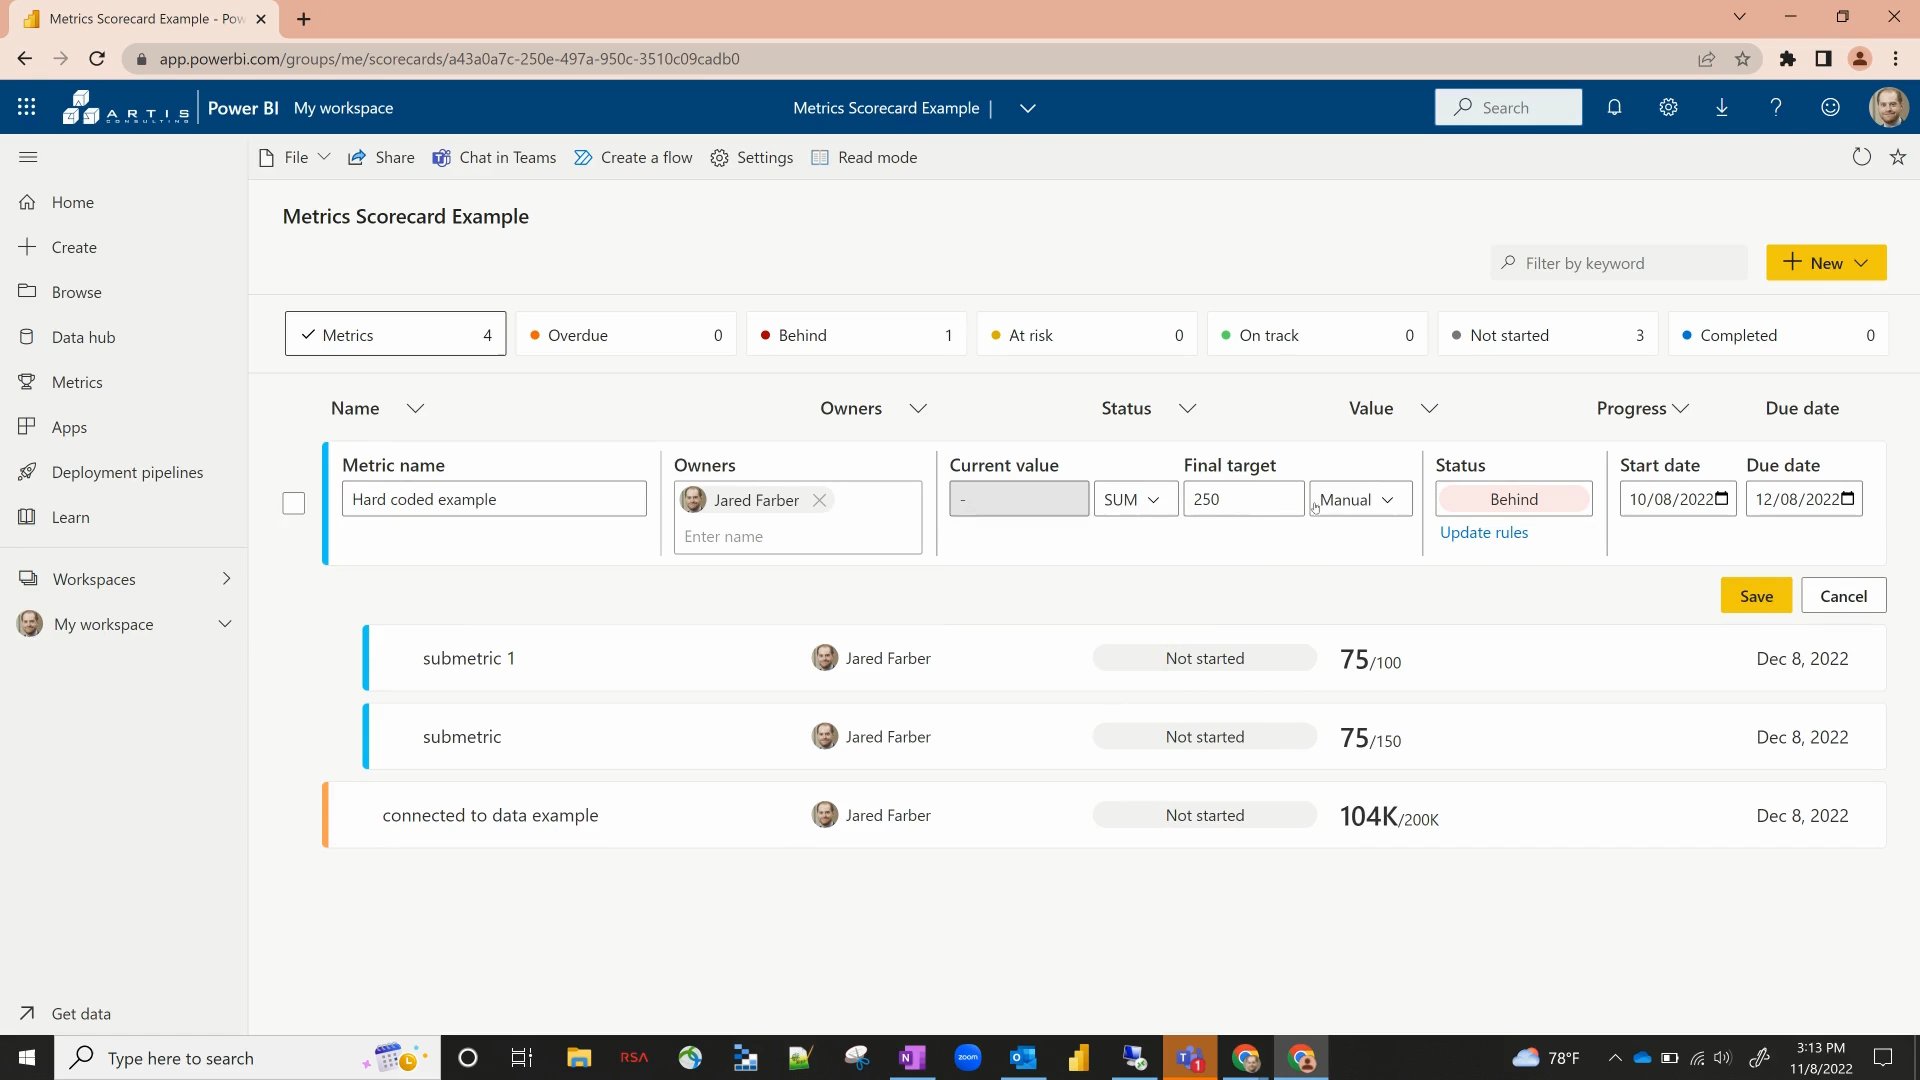 Metrics Scorecard Example - Pow
app.powerbi.com/groups/me/scorecards/a43a0a7c-250e-497a-950c-3510c09cadb0
ARTIS CONSULTING Power BI My workspace Metrics Scorecard Example | Search
File Share Chat in Teams Create a flow Settings Read mode
Home
Create
Browse
Data hub
Metrics
Apps
Deployment pipelines
Learn
Workspaces
My workspace
Get data
Metrics Scorecard Example
Filter by keyword
New
Metrics 4 Overdue 0 Behind 1 At risk 0 On track 0 Not started 3 Completed 0
Name Owners Status Value Progress Due date
Metric name Owners Current value Final target Status Start date Due date
Hard coded example Jared Farber - SUM 250 Manual Behind 10/08/2022 12/08/2022
Enter name Update rules
Save Cancel
submetric 1 Jared Farber Not started 75/100 Dec 8, 2022
submetric Jared Farber Not started 75/150 Dec 8, 2022
connected to data example Jared Farber Not started 104K/200K Dec 8, 2022
Type here to search RSA N zoom 1 78°F 3:13 PM
11/8/2022